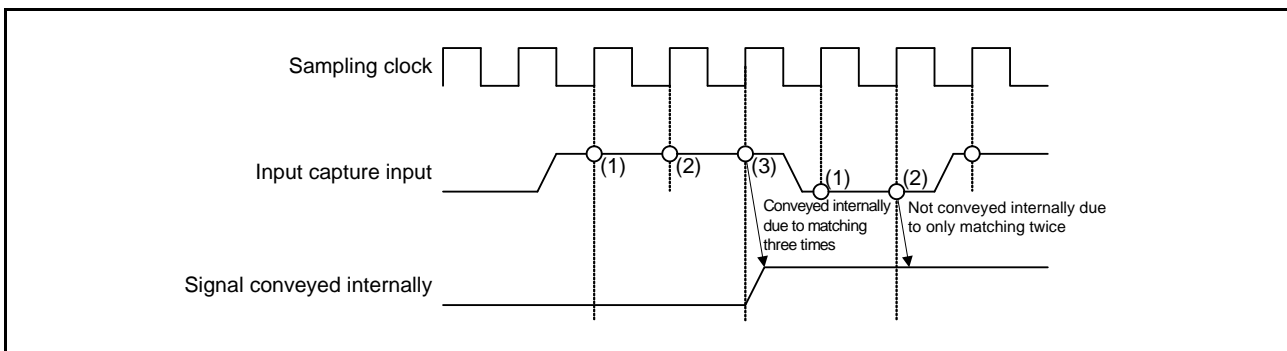 Sampling clock
Input capture input
(1)
(2)
(3)
(1)
(2)
Conveyed internally
due to matching
three times
Not conveyed internally due
to only matching twice
Signal conveyed internally